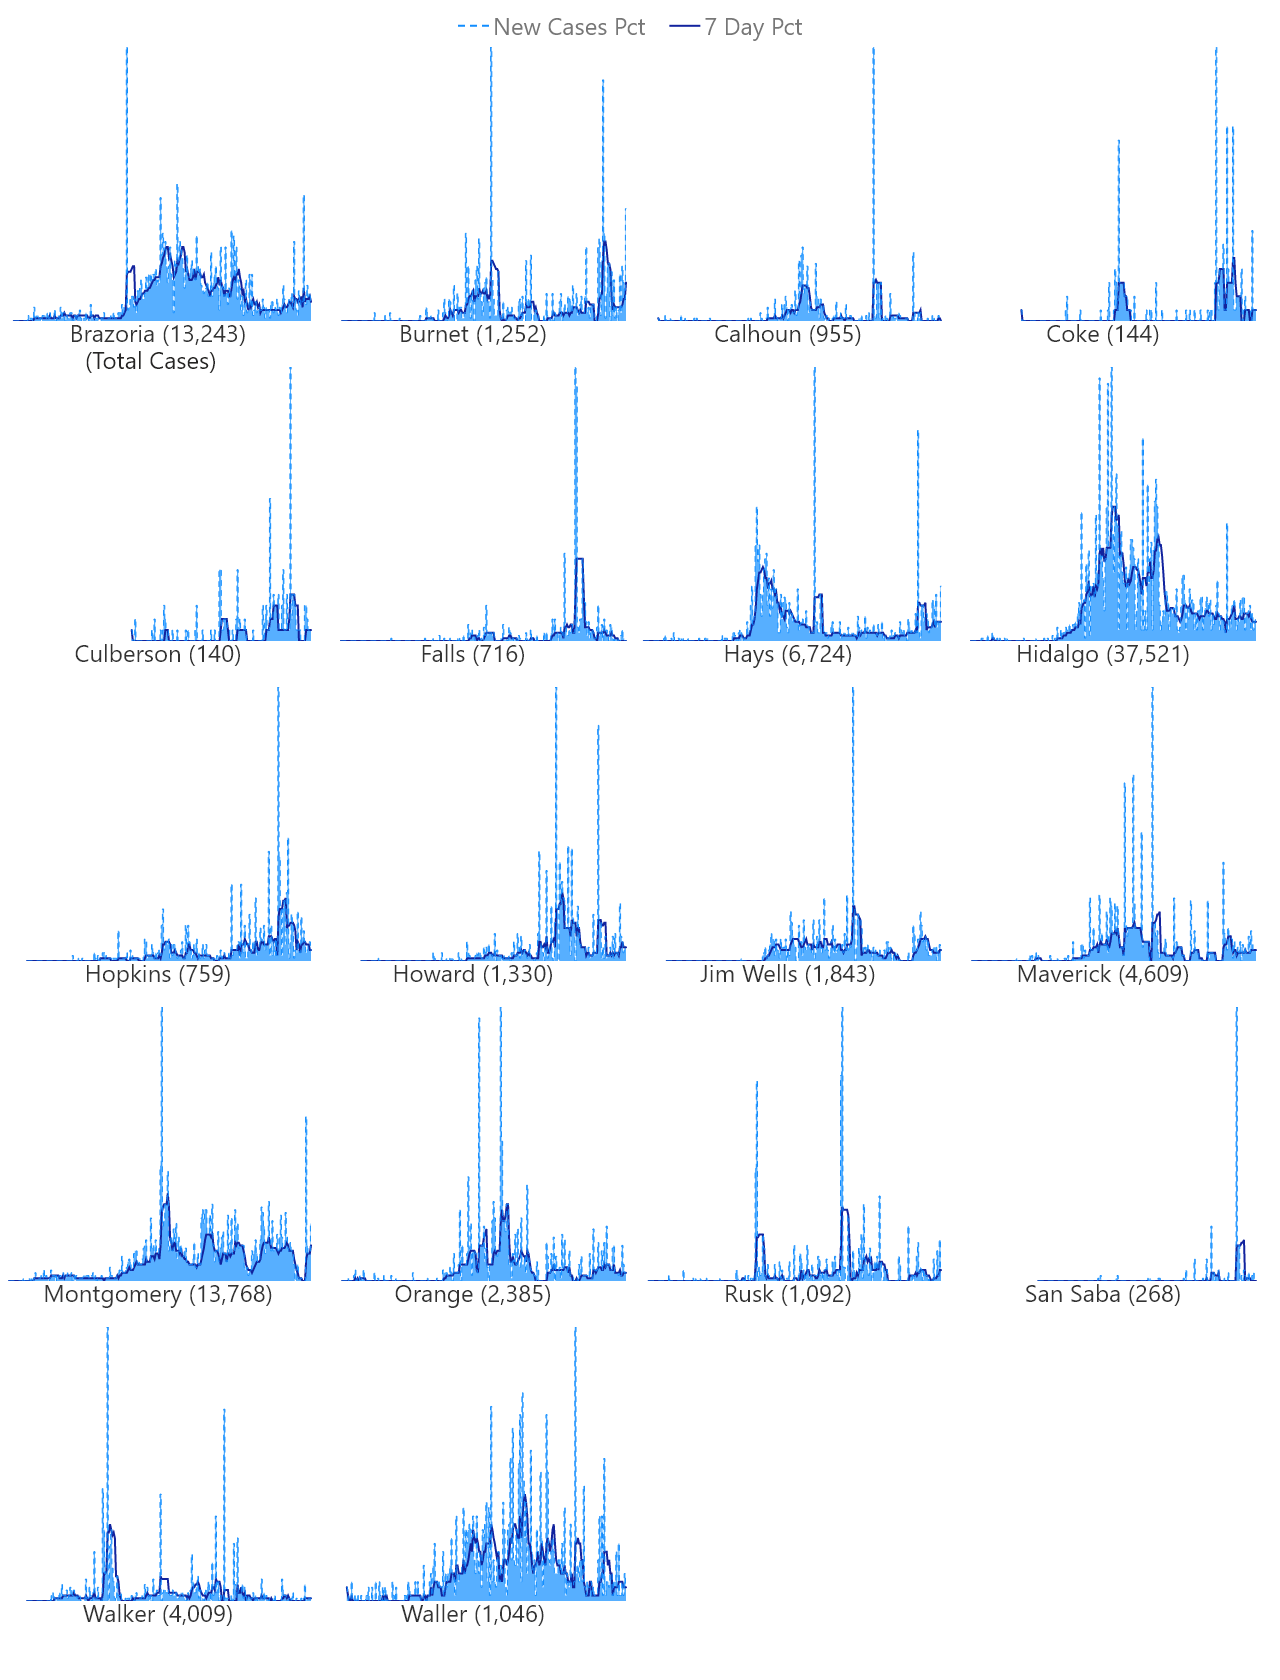 New Cases Pct 7 Day Pct
Brazoria (13,243) Burnet (1,252) Calhoun (955) Coke (144)
(Total Cases)
Culberson (140) Falls (716) Hays (6,724) Hidalgo (37,521)
Hopkins (759) Howard (1,330) Jim Wells (1,843) Maverick (4,609)
Montgomery (13,768) Orange (2,385) Rusk (1,092) San Saba (268)
Walker (4,009) Waller (1,046)